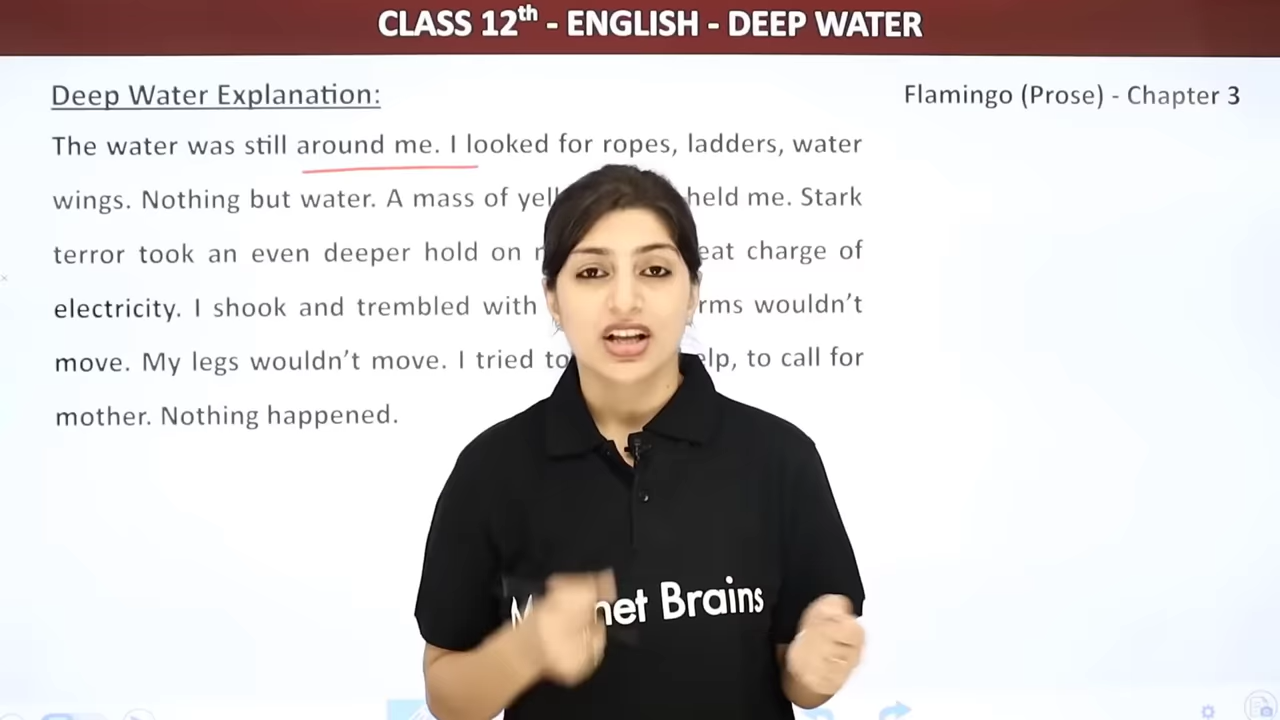 CLASS 12th - ENGLISH - DEEP WATER
Deep Water Explanation:
Flamingo (Prose) - Chapter 3
The water was still around me. I looked for ropes, ladders, water
wings. Nothing but water. A mass of held me. Stark
terror took an even deeper hold on charge of
electricity. I shook and trembled with wouldn’t
move. My legs wouldn’t move. I tried to to call for
mother. Nothing happened.
Brains